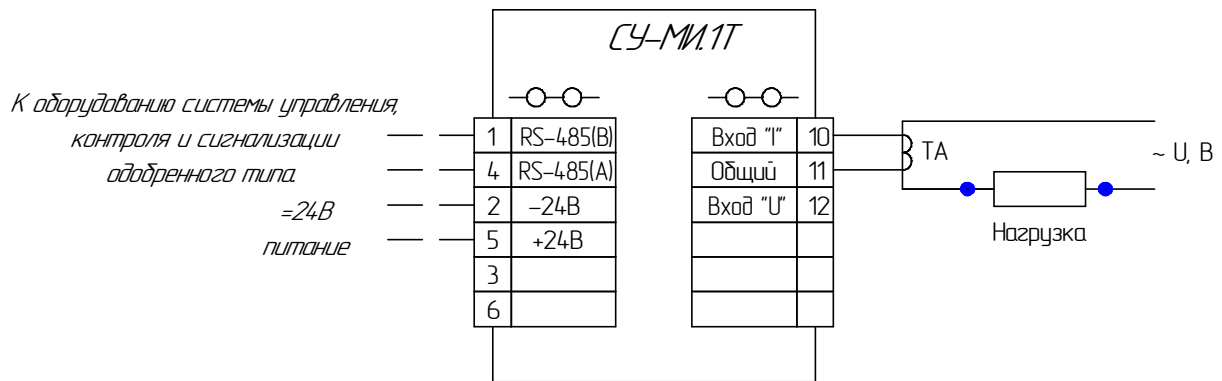 СУ-МИ.1Т
К оборудованию системы управления,
контроля и сигнализации
одобренного типа
=24В
питание
1 RS-485(B)
4 RS-485(A)
2 -24В
5 +24В
3
6
Вход "I" 10
Общий 11
Вход "U" 12
ТА
~ U, В
Нагрузка